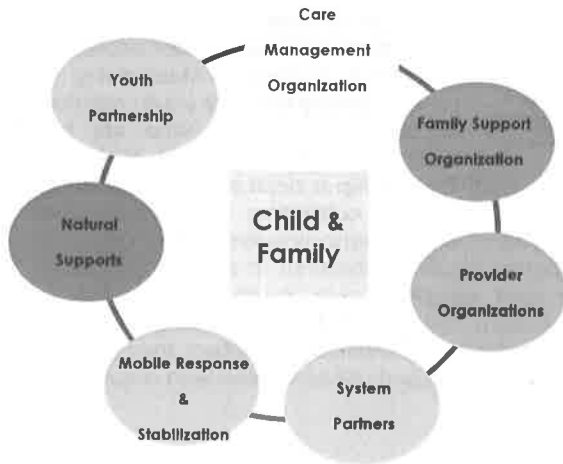 Care
Management
Organization
Youth
Partnership
Family Support
Organization
Child &
Family
Natural
Supports
Provider
Organizations
Mobile Response
&
Stabilization
System
Partners